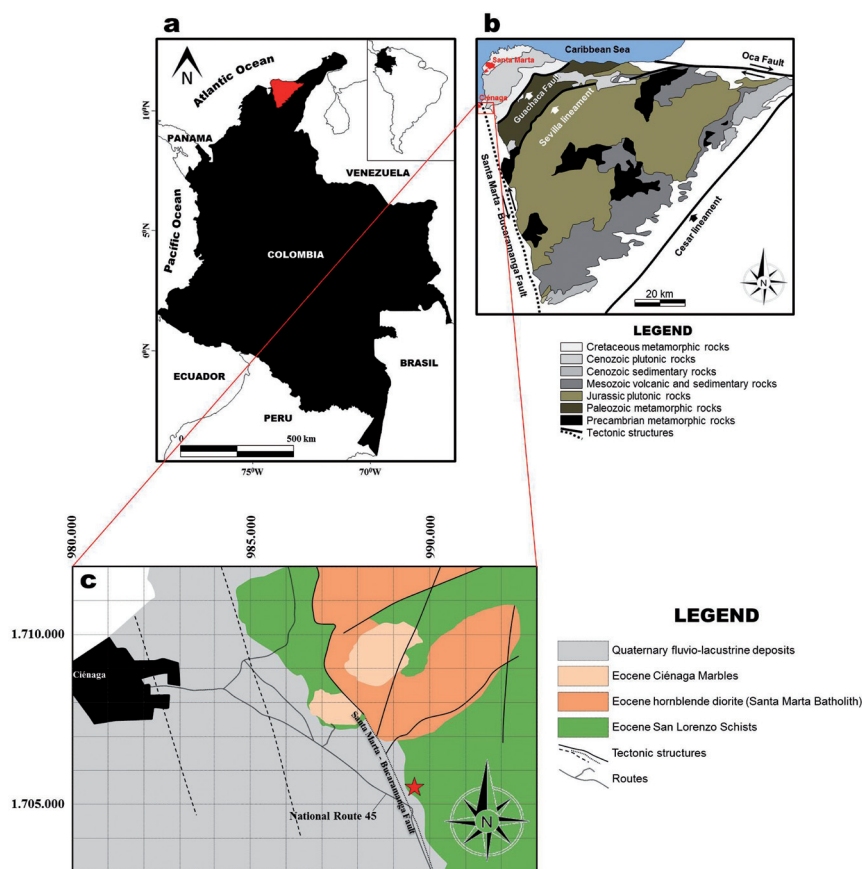 a
N
Atlantic Ocean
10°N
PANAMA
VENEZUELA
Pacific Ocean
5°N
COLOMBIA
0°N
ECUADOR
BRASIL
PERU
0 500 km
75°W 70°W
b
Caribbean Sea
Santa Marta
Oca Fault
Ciénaga
Guachaca Fault
Sevilla lineament
Santa Marta - Bucaramanga Fault
Cesar lineament
20 km
N
LEGEND
Cretaceous metamorphic rocks
Cenozoic plutonic rocks
Cenozoic sedimentary rocks
Mesozoic volcanic and sedimentary rocks
Jurassic plutonic rocks
Paleozoic metamorphic rocks
Precambrian metamorphic rocks
Tectonic structures
980.000 985.000 990.000
c
1.710.000
Ciénaga
Santa Marta - Bucaramanga Fault
1.705.000
National Route 45
N
LEGEND
Quaternary fluvio-lacustrine deposits
Eocene Ciénaga Marbles
Eocene hornblende diorite (Santa Marta Batholith)
Eocene San Lorenzo Schists
Tectonic structures
Routes